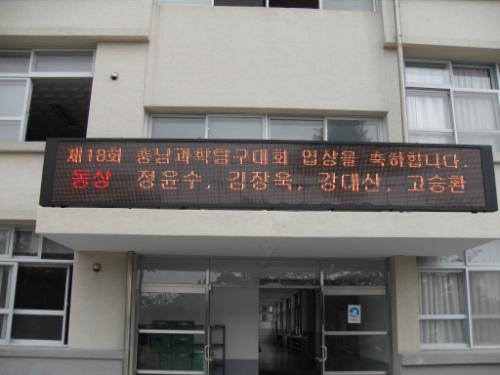 제18회 충남과학탐구대회 입상을 축하합니다.
동상 정윤수, 김장욱, 강대신, 고승환